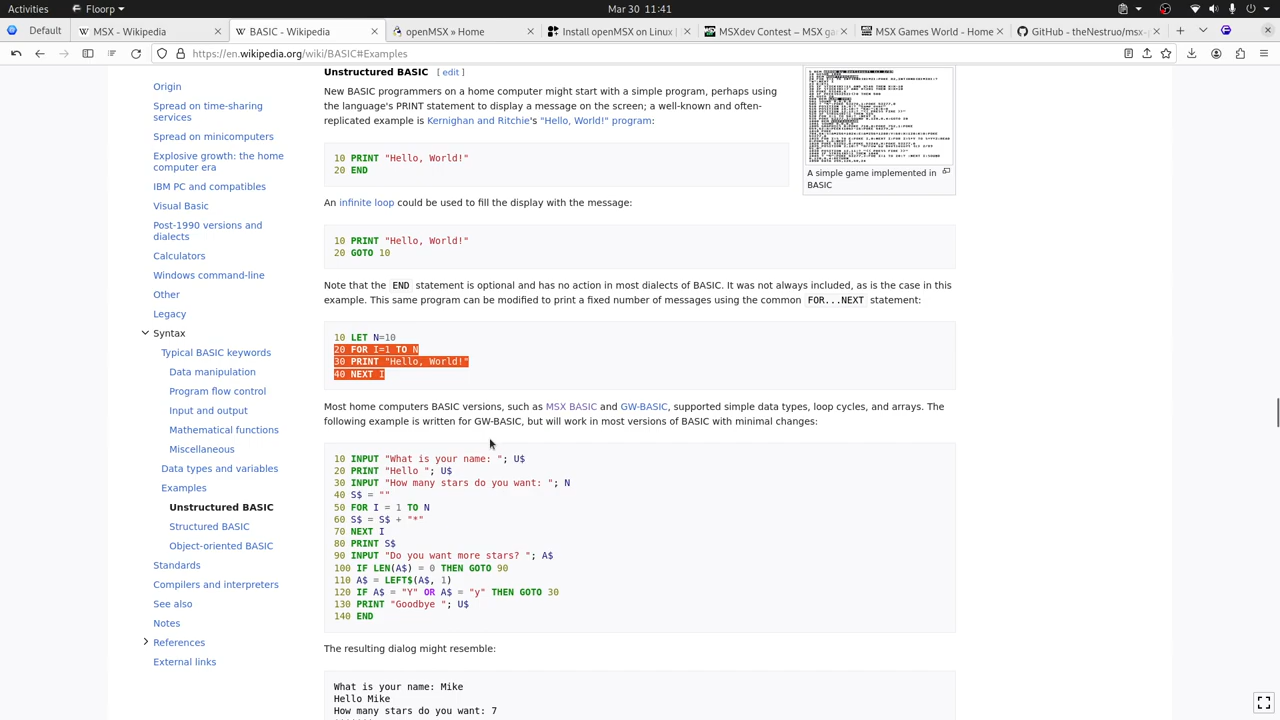 Activities
Floorp
Mar 30 11:41
Default
MSX - Wikipedia
BASIC - Wikipedia
openMSX » Home
Install openMSX on Linux
MSXdev Contest – MSX ga
MSX Games World - Home
GitHub - theNestruo/msx-
https://en.wikipedia.org/wiki/BASIC#Examples
Origin
Spread on time-sharing
services
Spread on minicomputers
Explosive growth: the home
computer era
IBM PC and compatibles
Visual Basic
Post-1990 versions and
dialects
Calculators
Windows command-line
Other
Legacy
Syntax
Typical BASIC keywords
Data manipulation
Program flow control
Input and output
Mathematical functions
Miscellaneous
Data types and variables
Examples
Unstructured BASIC
Structured BASIC
Object-oriented BASIC
Standards
Compilers and interpreters
See also
Notes
References
External links
Unstructured BASIC [ edit ]
New BASIC programmers on a home computer might start with a simple program, perhaps using
the language's PRINT statement to display a message on the screen; a well-known and often-
replicated example is Kernighan and Ritchie's "Hello, World!" program:
10 PRINT "Hello, World!"
20 END
A simple game implemented in
BASIC
An infinite loop could be used to fill the display with the message:
10 PRINT "Hello, World!"
20 GOTO 10
Note that the END statement is optional and has no action in most dialects of BASIC. It was not always included, as is the case in this
example. This same program can be modified to print a fixed number of messages using the common FOR...NEXT statement:
10 LET N=10
20 FOR I=1 TO N
30 PRINT "Hello, World!"
40 NEXT I
Most home computers BASIC versions, such as MSX BASIC and GW-BASIC, supported simple data types, loop cycles, and arrays. The
following example is written for GW-BASIC, but will work in most versions of BASIC with minimal changes:
10 INPUT "What is your name: "; U$
20 PRINT "Hello "; U$
30 INPUT "How many stars do you want: "; N
40 S$ = ""
50 FOR I = 1 TO N
60 S$ = S$ + "*"
70 NEXT I
80 PRINT S$
90 INPUT "Do you want more stars? "; A$
100 IF LEN(A$) = 0 THEN GOTO 90
110 A$ = LEFT$(A$, 1)
120 IF A$ = "Y" OR A$ = "y" THEN GOTO 30
130 PRINT "Goodbye "; U$
140 END
The resulting dialog might resemble:
What is your name: Mike
Hello Mike
How many stars do you want: 7